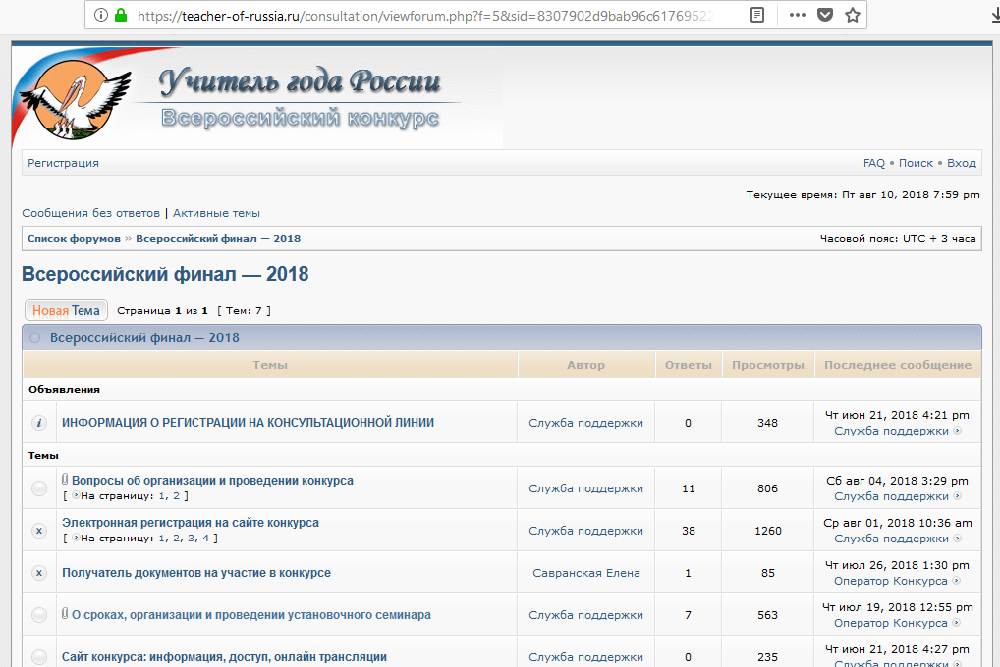 https://teacher-of-russia.ru/consultation/viewforum.php?f=5&sid=8307902d9bab96c6176952
Учитель года России
Всероссийский конкурс
Регистрация FAQ • Поиск • Вход
Текущее время: Пт авг 10, 2018 7:59 pm
Сообщения без ответов | Активные темы
Список форумов » Всероссийский финал — 2018 Часовой пояс: UTC + 3 часа
Всероссийский финал — 2018
Новая Тема Страница 1 из 1 [ Тем: 7 ]
Всероссийский финал — 2018
Темы Автор Ответы Просмотры Последнее сообщение
Объявления
ИНФОРМАЦИЯ О РЕГИСТРАЦИИ НА КОНСУЛЬТАЦИОННОЙ ЛИНИИ Служба поддержки 0 348 Чт июн 21, 2018 4:21 pm
Служба поддержки
Темы
Вопросы об организации и проведении конкурса Служба поддержки 11 806 Сб авг 04, 2018 3:29 pm
[ На страницу: 1, 2 ] Служба поддержки
Электронная регистрация на сайте конкурса Служба поддержки 38 1260 Ср авг 01, 2018 10:36 am
[ На страницу: 1, 2, 3, 4 ] Служба поддержки
Получатель документов на участие в конкурсе Савранская Елена 1 85 Чт июл 26, 2018 1:30 pm
Оператор Конкурса
О сроках, организации и проведении установочного семинара Служба поддержки 7 563 Чт июл 19, 2018 12:55 pm
Оператор Конкурса
Сайт конкурса: информация, доступ, онлайн трансляции Служба поддержки 0 235 Чт июн 21, 2018 4:27 pm
Служба поддержки